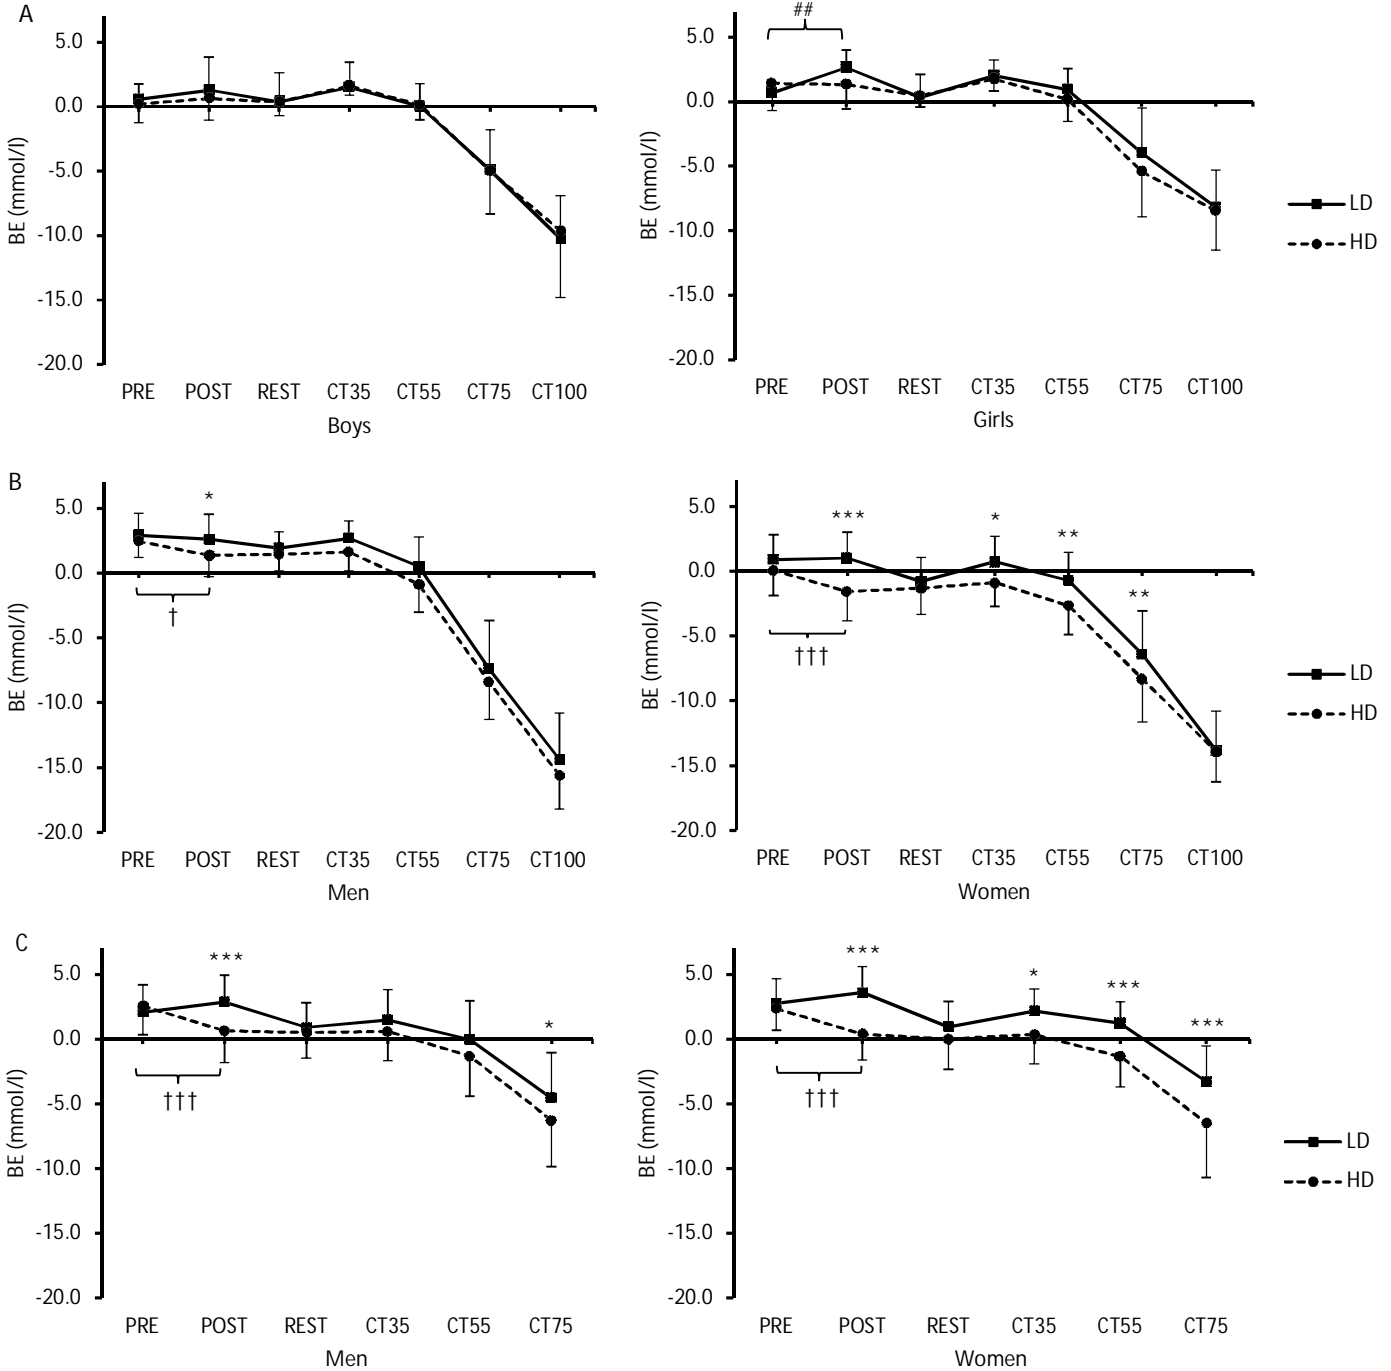 A
##
5.0
0.0
-5.0
-10.0
-15.0
-20.0
BE (mmol/l)
PRE POST REST CT35 CT55 CT75 CT100
Boys
5.0
0.0
-5.0
-10.0
-15.0
-20.0
BE (mmol/l)
PRE POST REST CT35 CT55 CT75 CT100
Girls
LD
HD
B
*
5.0
0.0
-5.0
-10.0
-15.0
-20.0
BE (mmol/l)
†
PRE POST REST CT35 CT55 CT75 CT100
Men
*** * ** **
5.0
0.0
-5.0
-10.0
-15.0
-20.0
BE (mmol/l)
†††
PRE POST REST CT35 CT55 CT75 CT100
Women
LD
HD
C
*** *
5.0
0.0
-5.0
-10.0
-15.0
-20.0
BE (mmol/l)
†††
PRE POST REST CT35 CT55 CT75
Men
*** * *** ***
5.0
0.0
-5.0
-10.0
-15.0
-20.0
BE (mmol/l)
†††
PRE POST REST CT35 CT55 CT75
Women
LD
HD